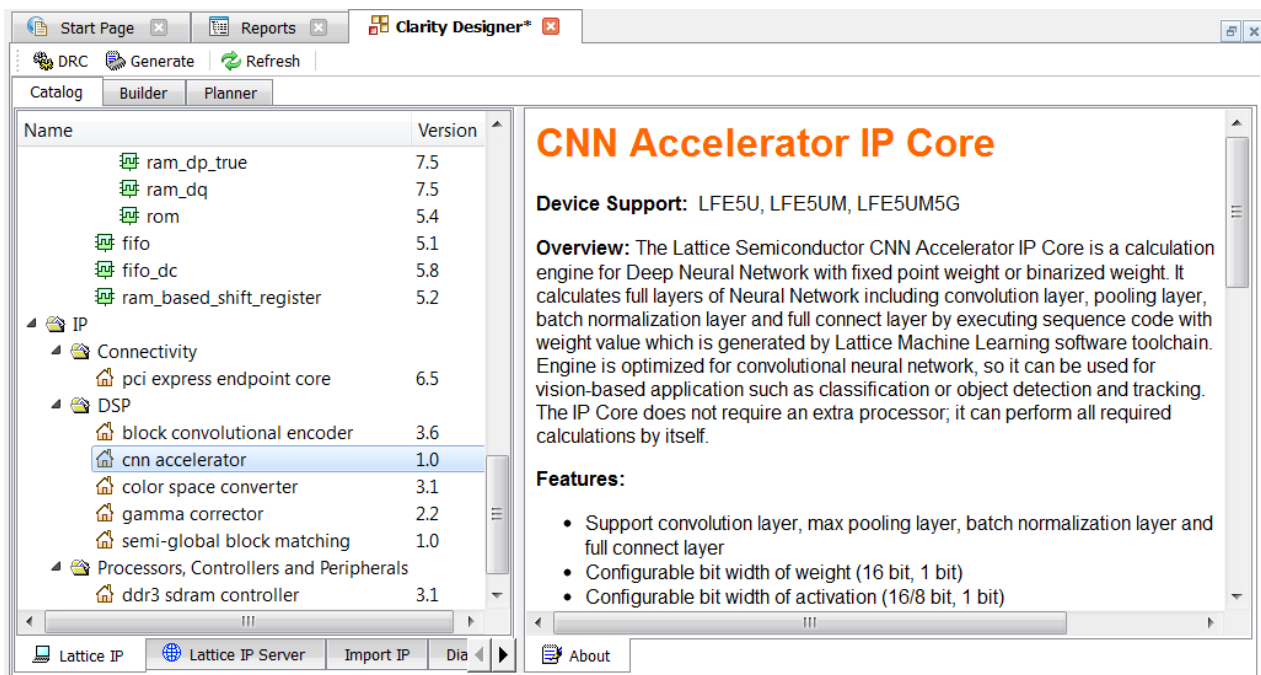 Start Page
Reports
Clarity Designer*
DRC
Generate
Refresh
Catalog
Builder
Planner
Name
Version
ram_dp_true 7.5
ram_dq 7.5
rom 5.4
fifo 5.1
fifo_dc 5.8
ram_based_shift_register 5.2
IP
Connectivity
pci express endpoint core 6.5
DSP
block convolutional encoder 3.6
cnn accelerator 1.0
color space converter 3.1
gamma corrector 2.2
semi-global block matching 1.0
Processors, Controllers and Peripherals
ddr3 sdram controller 3.1
Lattice IP
Lattice IP Server
Import IP
Dia
CNN Accelerator IP Core
Device Support: LFE5U, LFE5UM, LFE5UM5G
Overview: The Lattice Semiconductor CNN Accelerator IP Core is a calculation
engine for Deep Neural Network with fixed point weight or binarized weight. It
calculates full layers of Neural Network including convolution layer, pooling layer,
batch normalization layer and full connect layer by executing sequence code with
weight value which is generated by Lattice Machine Learning software toolchain.
Engine is optimized for convolutional neural network, so it can be used for
vision-based application such as classification or object detection and tracking.
The IP Core does not require an extra processor; it can perform all required
calculations by itself.
Features:
• Support convolution layer, max pooling layer, batch normalization layer and
full connect layer
• Configurable bit width of weight (16 bit, 1 bit)
• Configurable bit width of activation (16/8 bit, 1 bit)
About